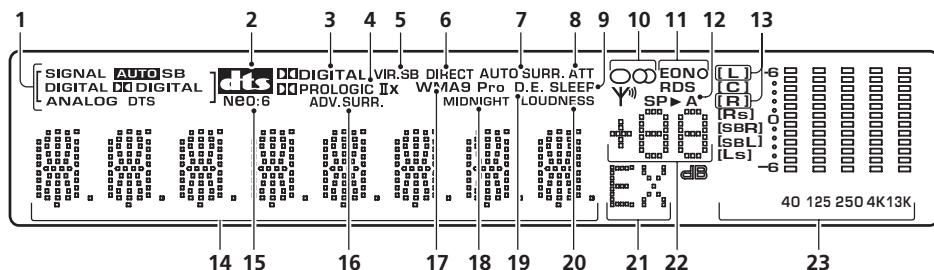 1 2 3 4 5 6 7 8 9 10 11 12 13
SIGNAL AUTO SB dts DIGITAL VIR.SB DIRECT AUTO SURR. ATT EON [L] 6
DIGITAL DIGITAL PROLOGIC IIx WMA9 Pro D.E. SLEEP RDS [C]
ANALOG DTS Neo:6 ADV.SURR. MIDNIGHT LOUDNESS SP►A [R]
[Rs] 0
[SBR]
[SBL]
[Ls] 6
dB
EX
40 125 250 4K 13K
14 15 16 17 18 19 20 21 22 23